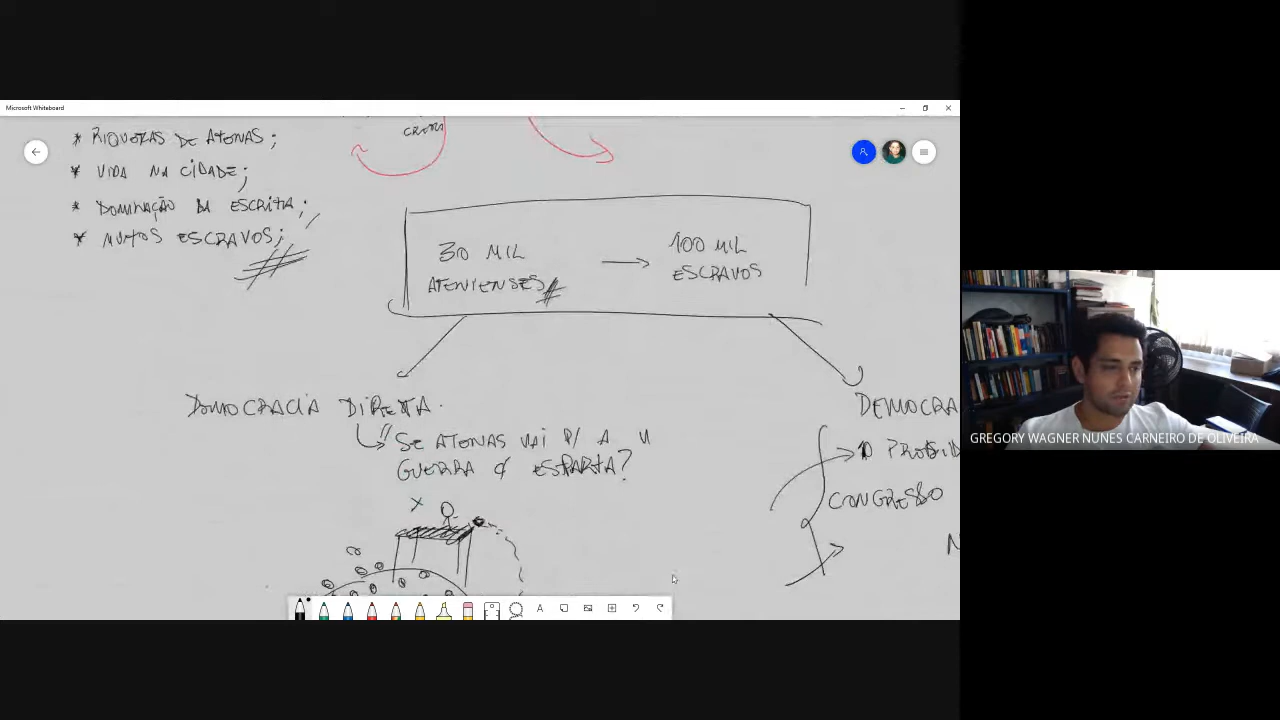 Microsoft Whiteboard
* RIQUEZAS DE ATENAS;
* VIDA NA CIDADE;
* DOMINAÇÃO DA ESCRITA;
* MUITOS ESCRAVOS;
30 MIL
ATENIENSES
100 MIL
ESCRAVOS
DEMOCRACIA DIRETA.
SE ATENAS VAI P/ A
GUERRA C/ ESPARTA?
DEMOCRA
CONGRESSO
GREGORY WAGNER NUNES CARNEIRO DE OLIVEIRA